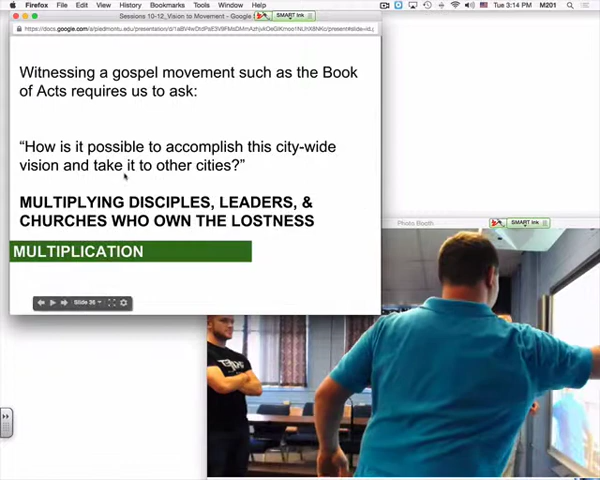 Firefox File Edit View History Bookmarks Tools Window Help
Tue 3:14 PM M201
Sessions 10-12_Vision to Movement - Google
SMART Ink
Witnessing a gospel movement such as the Book
of Acts requires us to ask:
“How is it possible to accomplish this city-wide
vision and take it to other cities?”
MULTIPLYING DISCIPLES, LEADERS, &
CHURCHES WHO OWN THE LOSTNESS
MULTIPLICATION
Slide 36
Photo Booth
SMART Ink